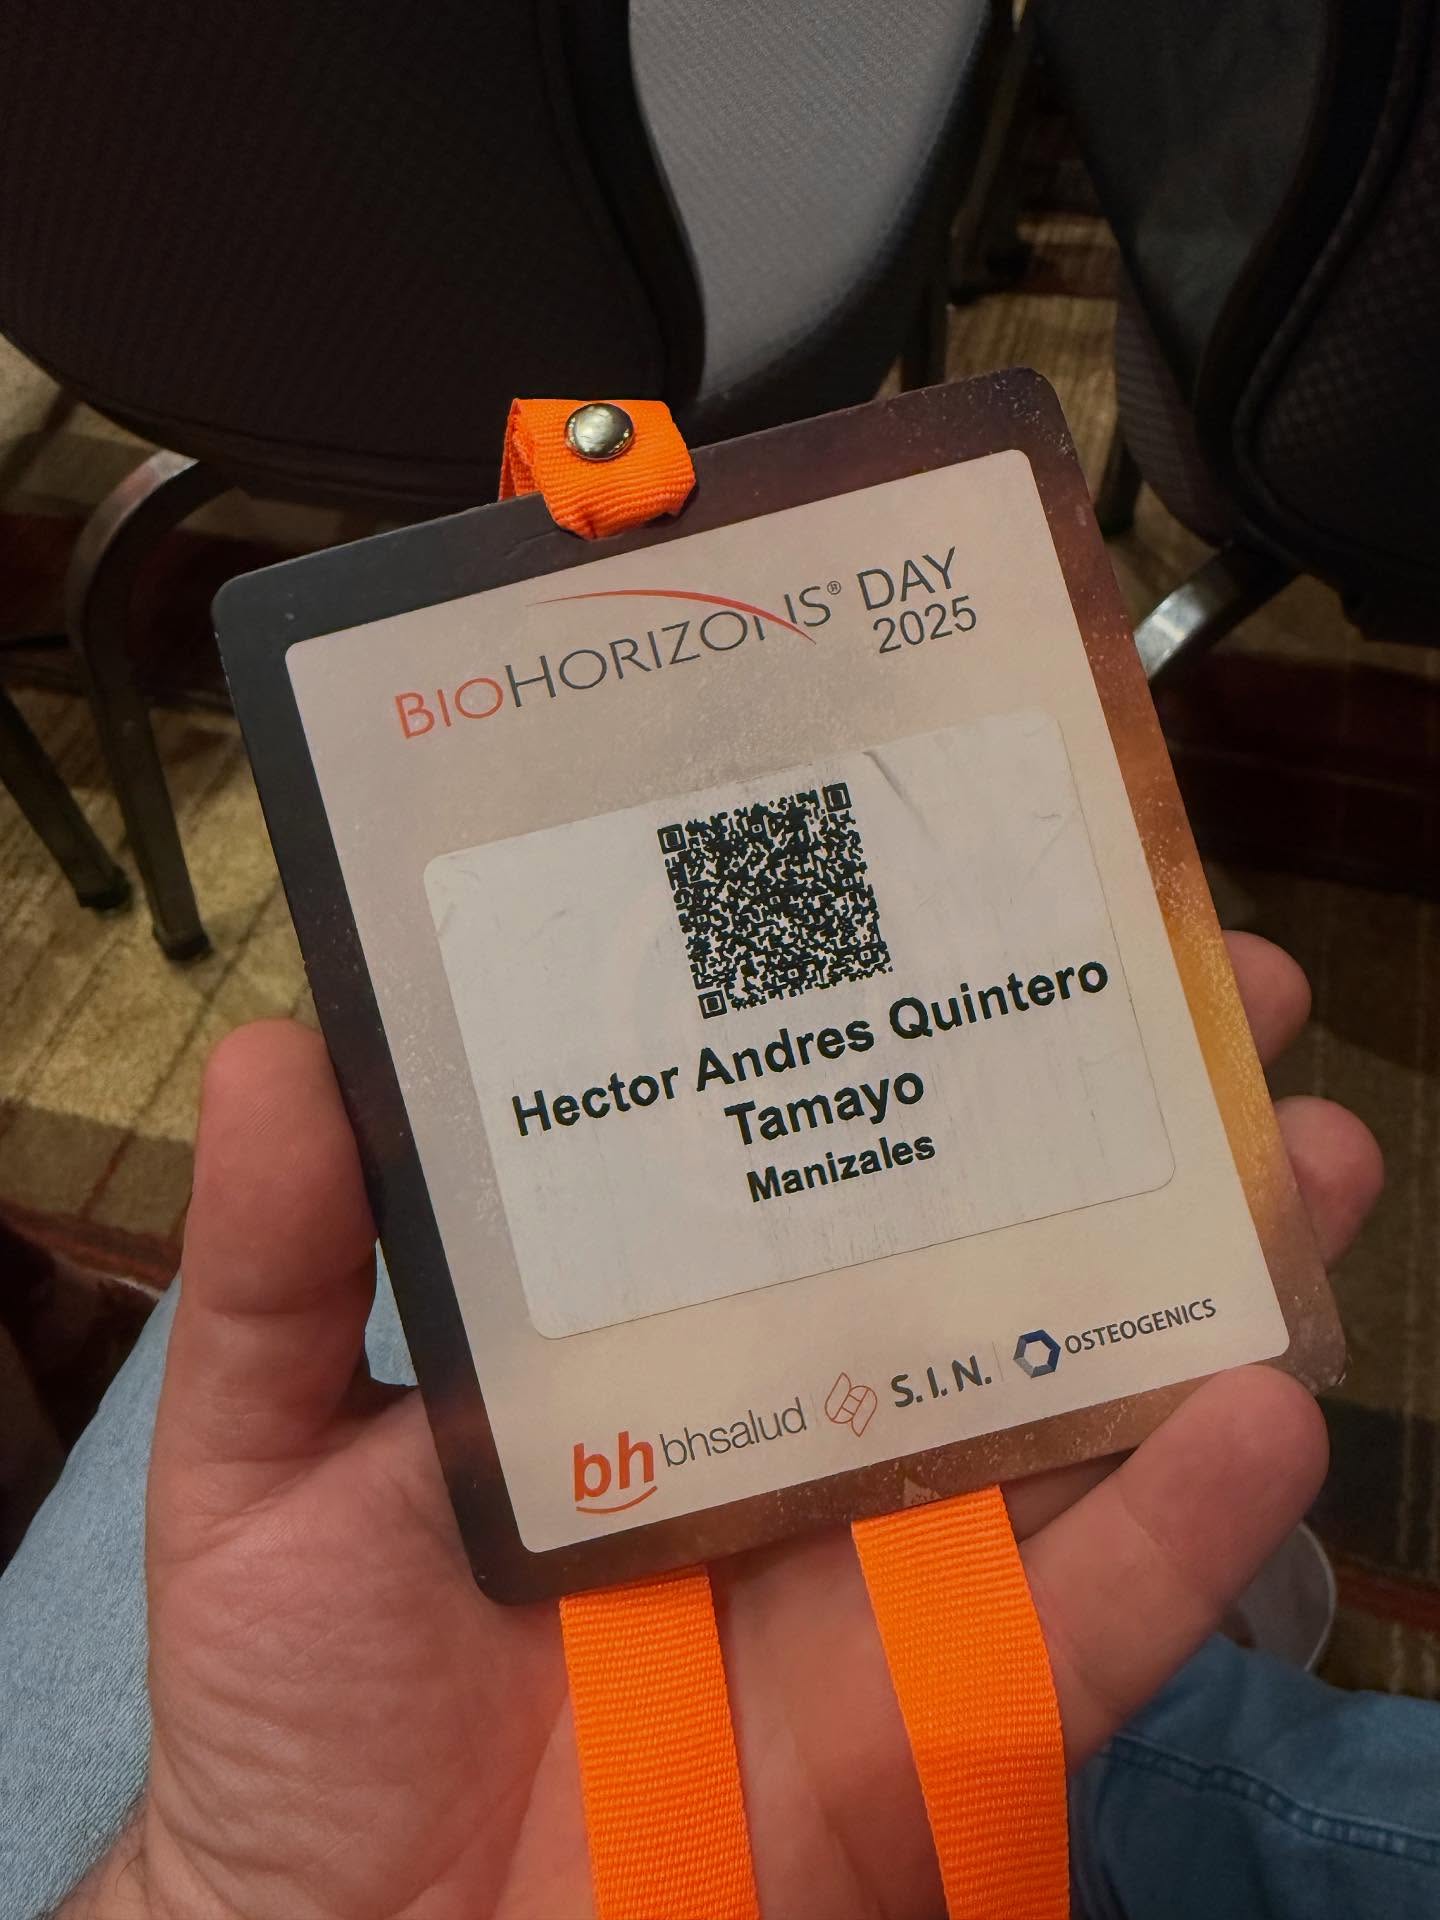 BIOHORIZONS® DAY
2025
Hector Andres Quintero
Tamayo
Manizales
bh bhsalud S.I.N. OSTEOGENICS